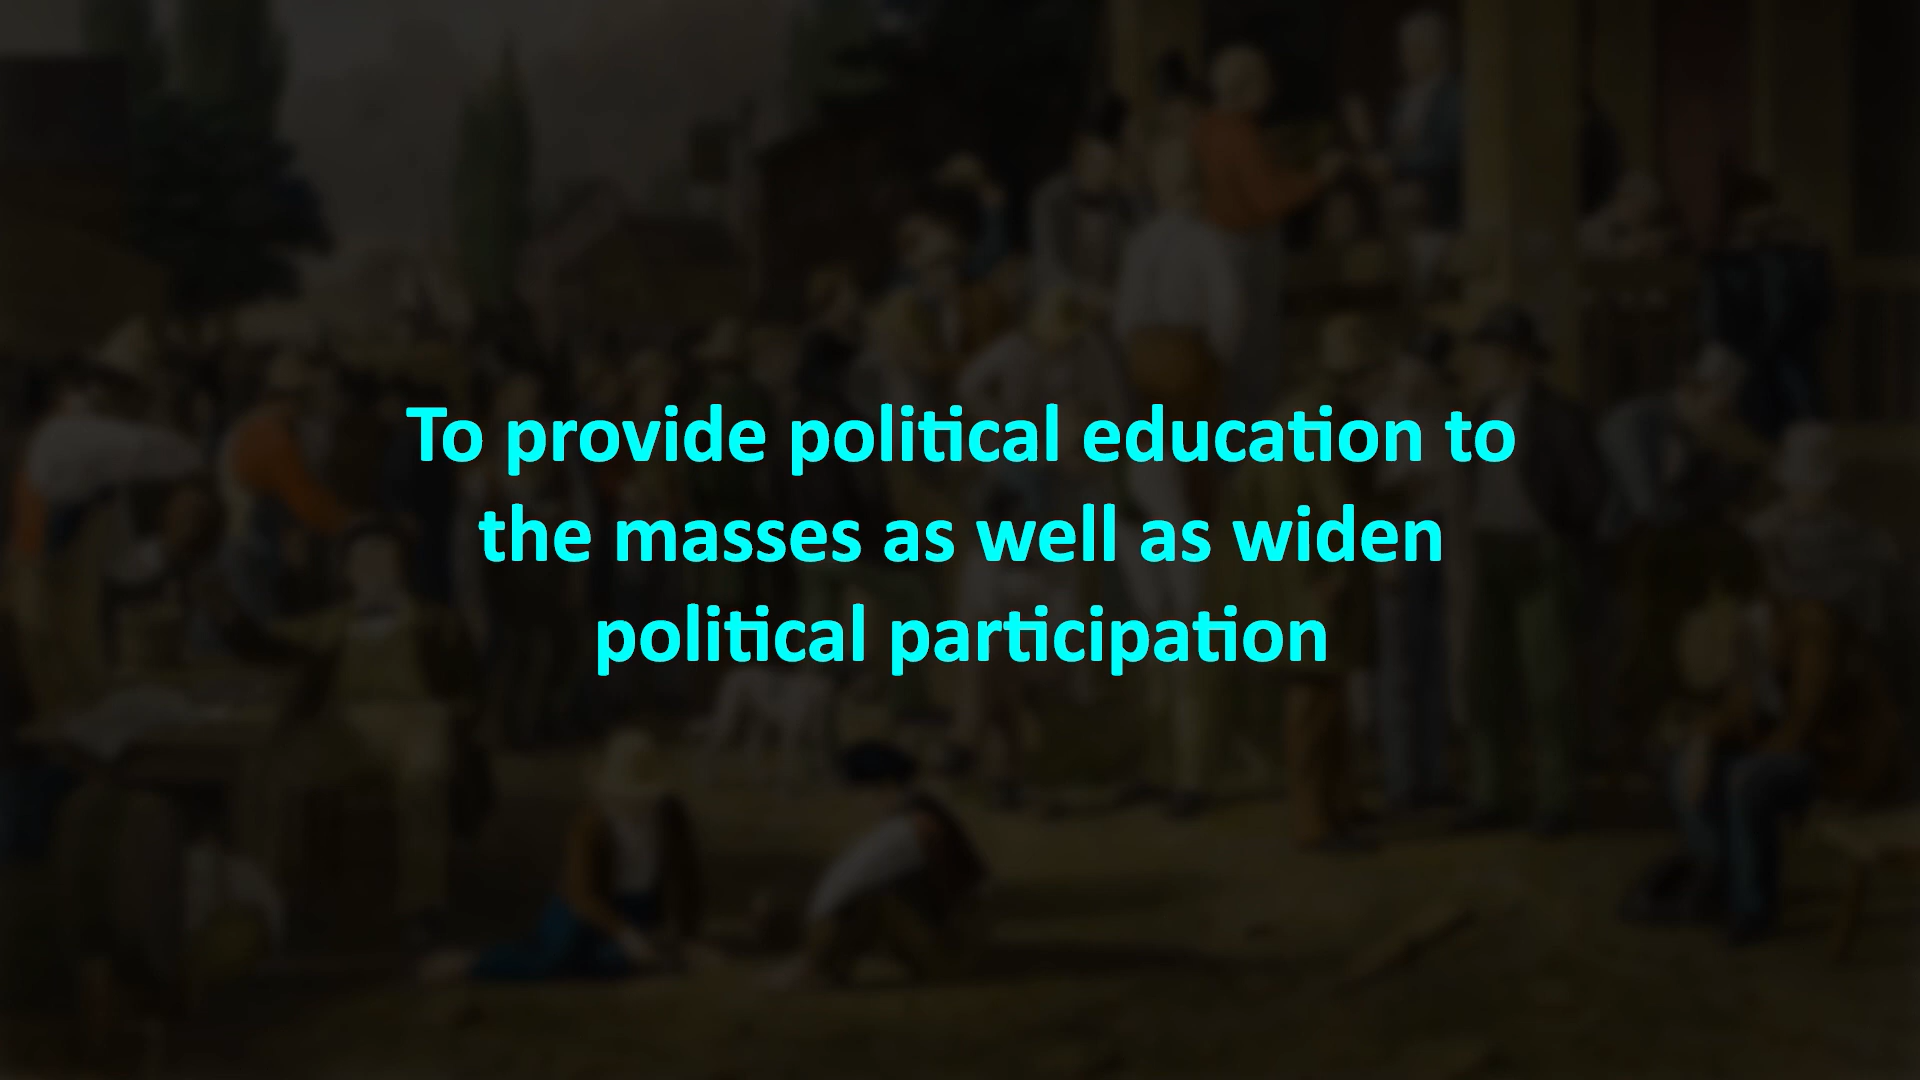 To provide political education to
the masses as well as widen
political participation